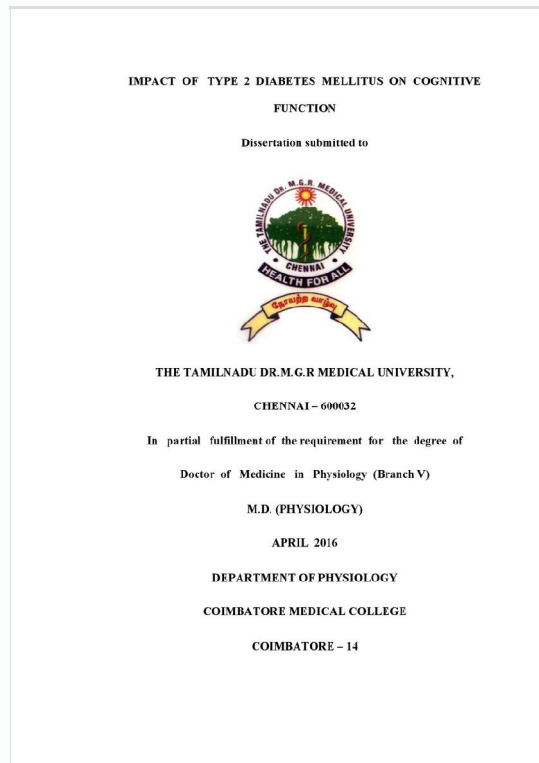 IMPACT OF TYPE 2 DIABETES MELLITUS ON COGNITIVE
FUNCTION
Dissertation submitted to
THE TAMILNADU DR. M.G.R. MEDICAL UNIVERSITY
CHENNAI
HEALTH FOR ALL
நோயற்ற வாழ்வு
THE TAMILNADU DR.M.G.R MEDICAL UNIVERSITY,
CHENNAI – 600032
In partial fulfillment of the requirement for the degree of
Doctor of Medicine in Physiology (Branch V)
M.D. (PHYSIOLOGY)
APRIL 2016
DEPARTMENT OF PHYSIOLOGY
COIMBATORE MEDICAL COLLEGE
COIMBATORE – 14